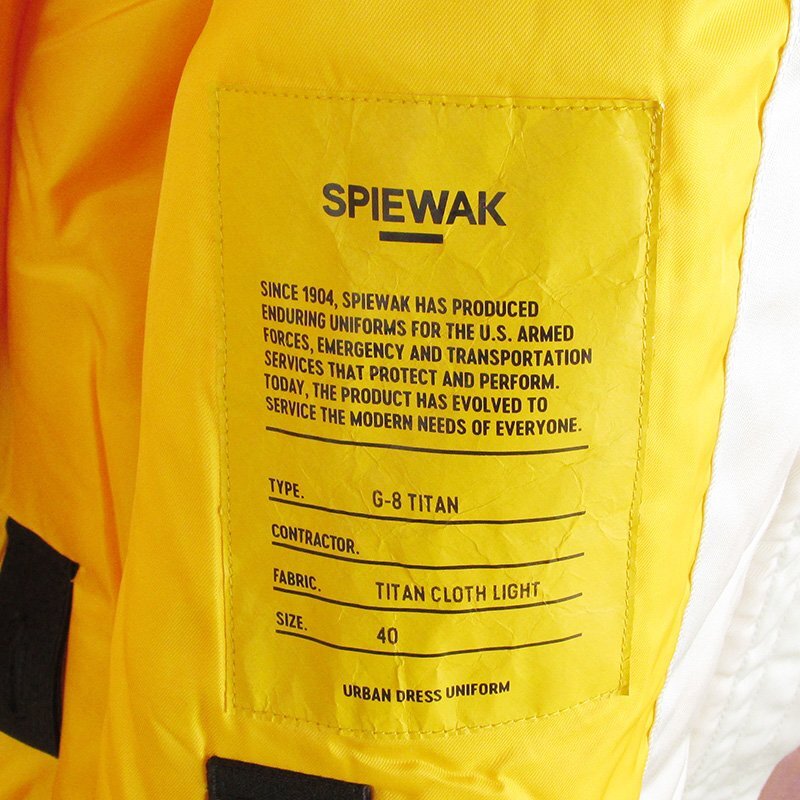 SPIEWAK
SINCE 1904, SPIEWAK HAS PRODUCED
ENDURING UNIFORMS FOR THE U.S. ARMED
FORCES, EMERGENCY AND TRANSPORTATION
SERVICES THAT PROTECT AND PERFORM.
TODAY, THE PRODUCT HAS EVOLVED TO
SERVICE THE MODERN NEEDS OF EVERYONE.
TYPE. G-8 TITAN
CONTRACTOR.
FABRIC. TITAN CLOTH LIGHT
SIZE. 40
URBAN DRESS UNIFORM